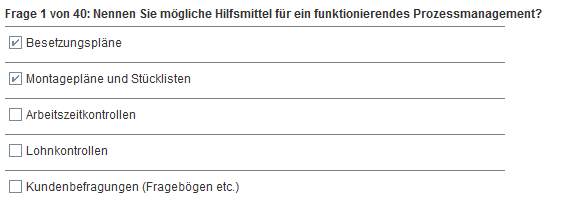 Frage 1 von 40: Nennen Sie mögliche Hilfsmittel für ein funktionierendes Prozessmanagement?
Besetzungspläne
Montagepläne und Stücklisten
Arbeitszeitkontrollen
Lohnkontrollen
Kundenbefragungen (Fragebögen etc.)